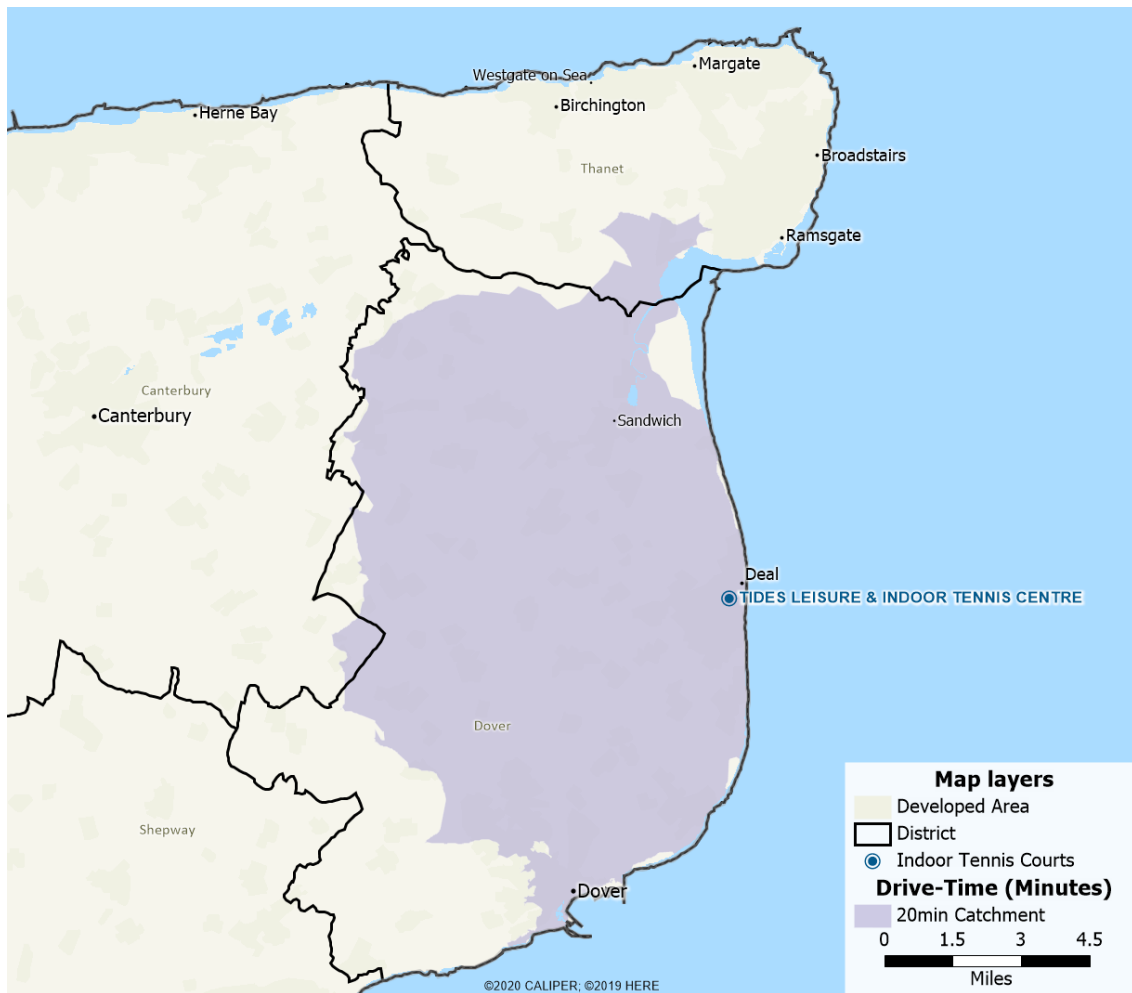 Westgate on Sea
Margate
Birchington
Herne Bay
Broadstairs
Thanet
Ramsgate
Canterbury
Canterbury
Sandwich
Deal
TIDES LEISURE & INDOOR TENNIS CENTRE
Dover
Shepway
Dover
Map layers
Developed Area
District
Indoor Tennis Courts
Drive-Time (Minutes)
20min Catchment
0 1.5 3 4.5
Miles
©2020 CALIPER; ©2019 HERE